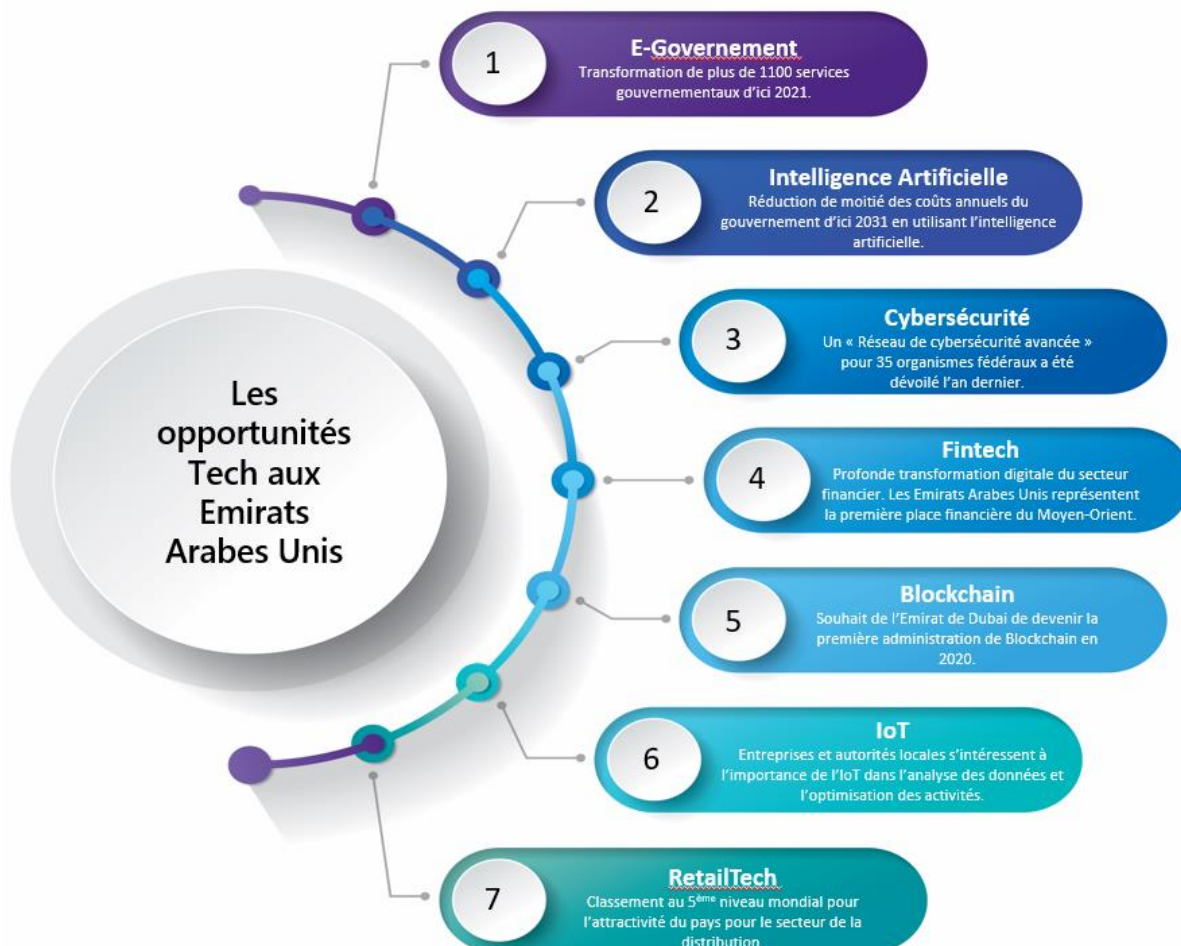 1
E-Governement
Transformation de plus de 1100 services
gouvernementaux d'ici 2021.
2
Intelligence Artificielle
Réduction de moitié des coûts annuels du
gouvernement d'ici 2031 en utilisant l'intelligence
artificielle.
3
Cybersécurité
Un « Réseau de cybersécurité avancée »
pour 35 organismes fédéraux a été
dévoilé l'an dernier.
Les
opportunités
Tech aux
Emirats
Arabes Unis
4
Fintech
Profonde transformation digitale du secteur
financier. Les Emirats Arabes Unis représentent
la première place financière du Moyen-Orient.
5
Blockchain
Souhait de l'Emirat de Dubai de devenir la
première administration de Blockchain en
2020.
6
IoT
Entreprises et autorités locales s'intéressent à
l'importance de l'IoT dans l'analyse des données et
l'optimisation des activités.
7
RetailTech
Classement au 5ème niveau mondial pour
l'attractivité du pays pour le secteur de la
distribution